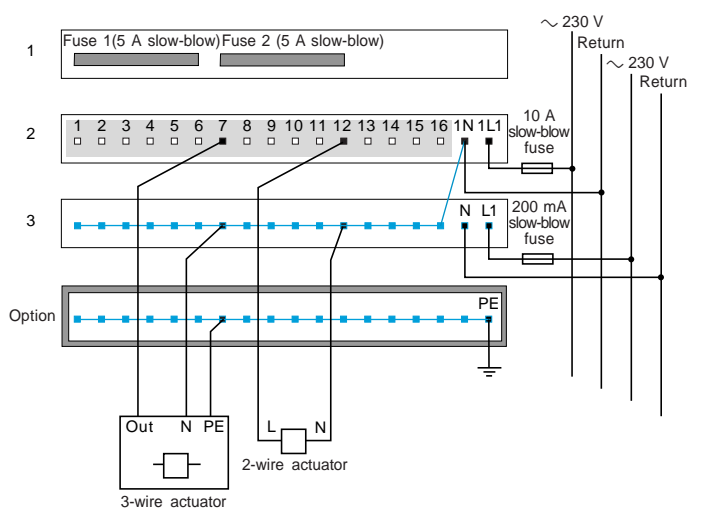 ∼ 230 V
Return
∼ 230 V
Return
1
Fuse 1(5 A slow-blow) Fuse 2 (5 A slow-blow)
2
1 2 3 4 5 6 7 8 9 10 11 12 13 14 15 16 1N 1L1
10 A
slow-blow
fuse
3
N L1
200 mA
slow-blow
fuse
Option
PE
Out N PE
L N
2-wire actuator
3-wire actuator